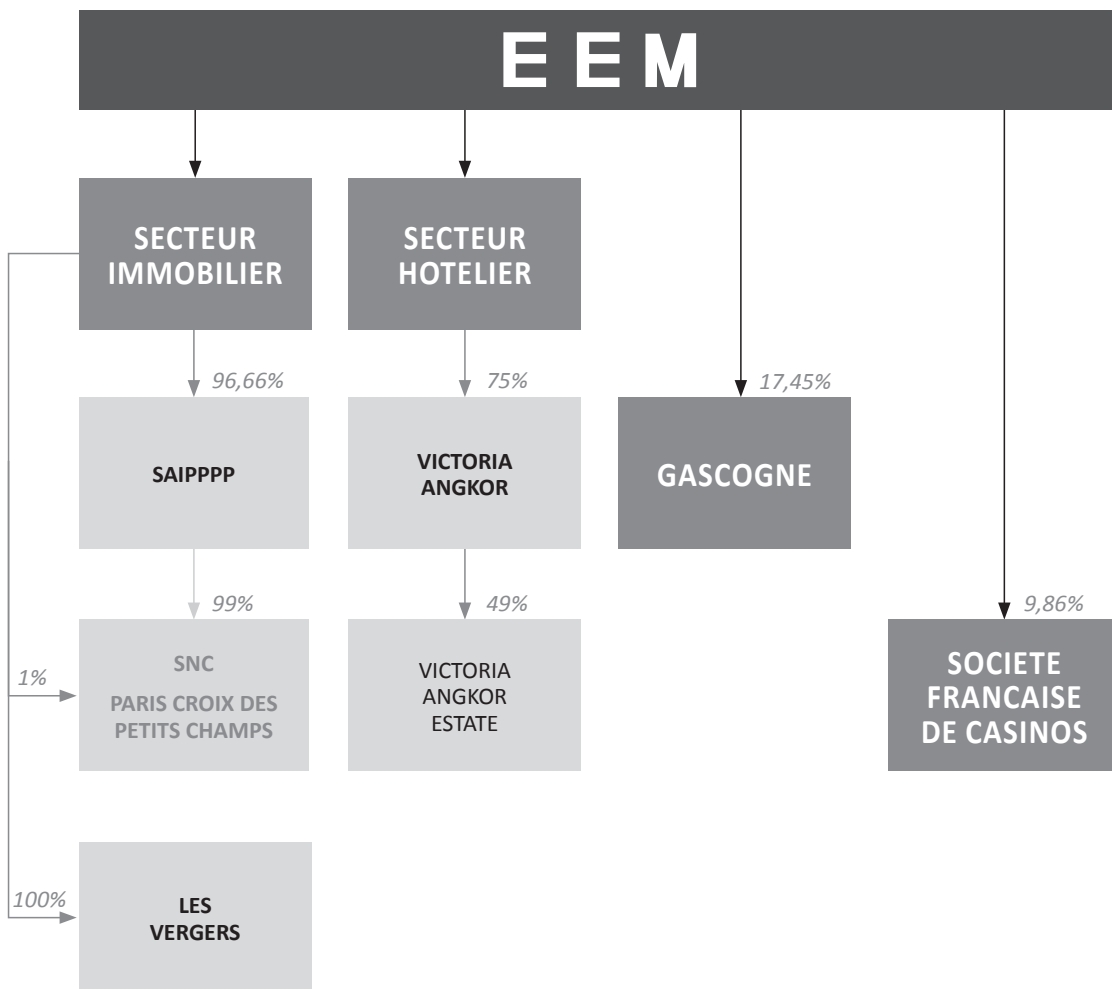 EEM
SECTEUR
IMMOBILIER
SECTEUR
HOTELIER
96,66%
75%
17,45%
SAIPPPP
VICTORIA
ANGKOR
GASCOGNE
99%
49%
9,86%
1%
SNC
PARIS CROIX DES
PETITS CHAMPS
VICTORIA
ANGKOR
ESTATE
SOCIETE
FRANCAISE
DE CASINOS
100%
LES
VERGERS